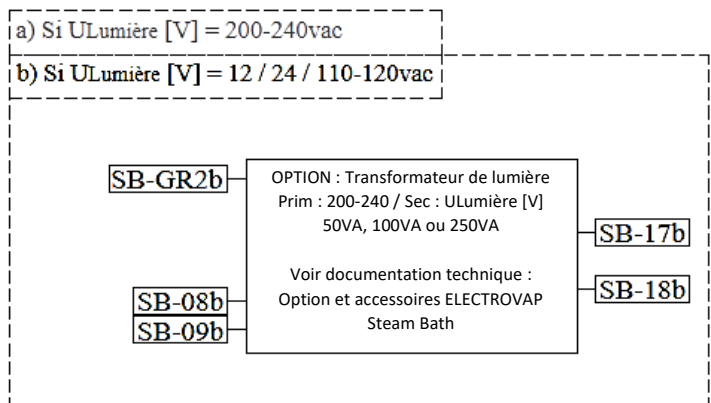 a) Si ULumière [V] = 200-240vac
b) Si ULumière [V] = 12 / 24 / 110-120vac
SB-GR2b
OPTION : Transformateur de lumière
Prim : 200-240 / Sec : ULumière [V]
50VA, 100VA ou 250VA
SB-17b
Voir documentation technique :
SB-18b
Option et accessoires ELECTROVAP
SB-08b
Steam Bath
SB-09b